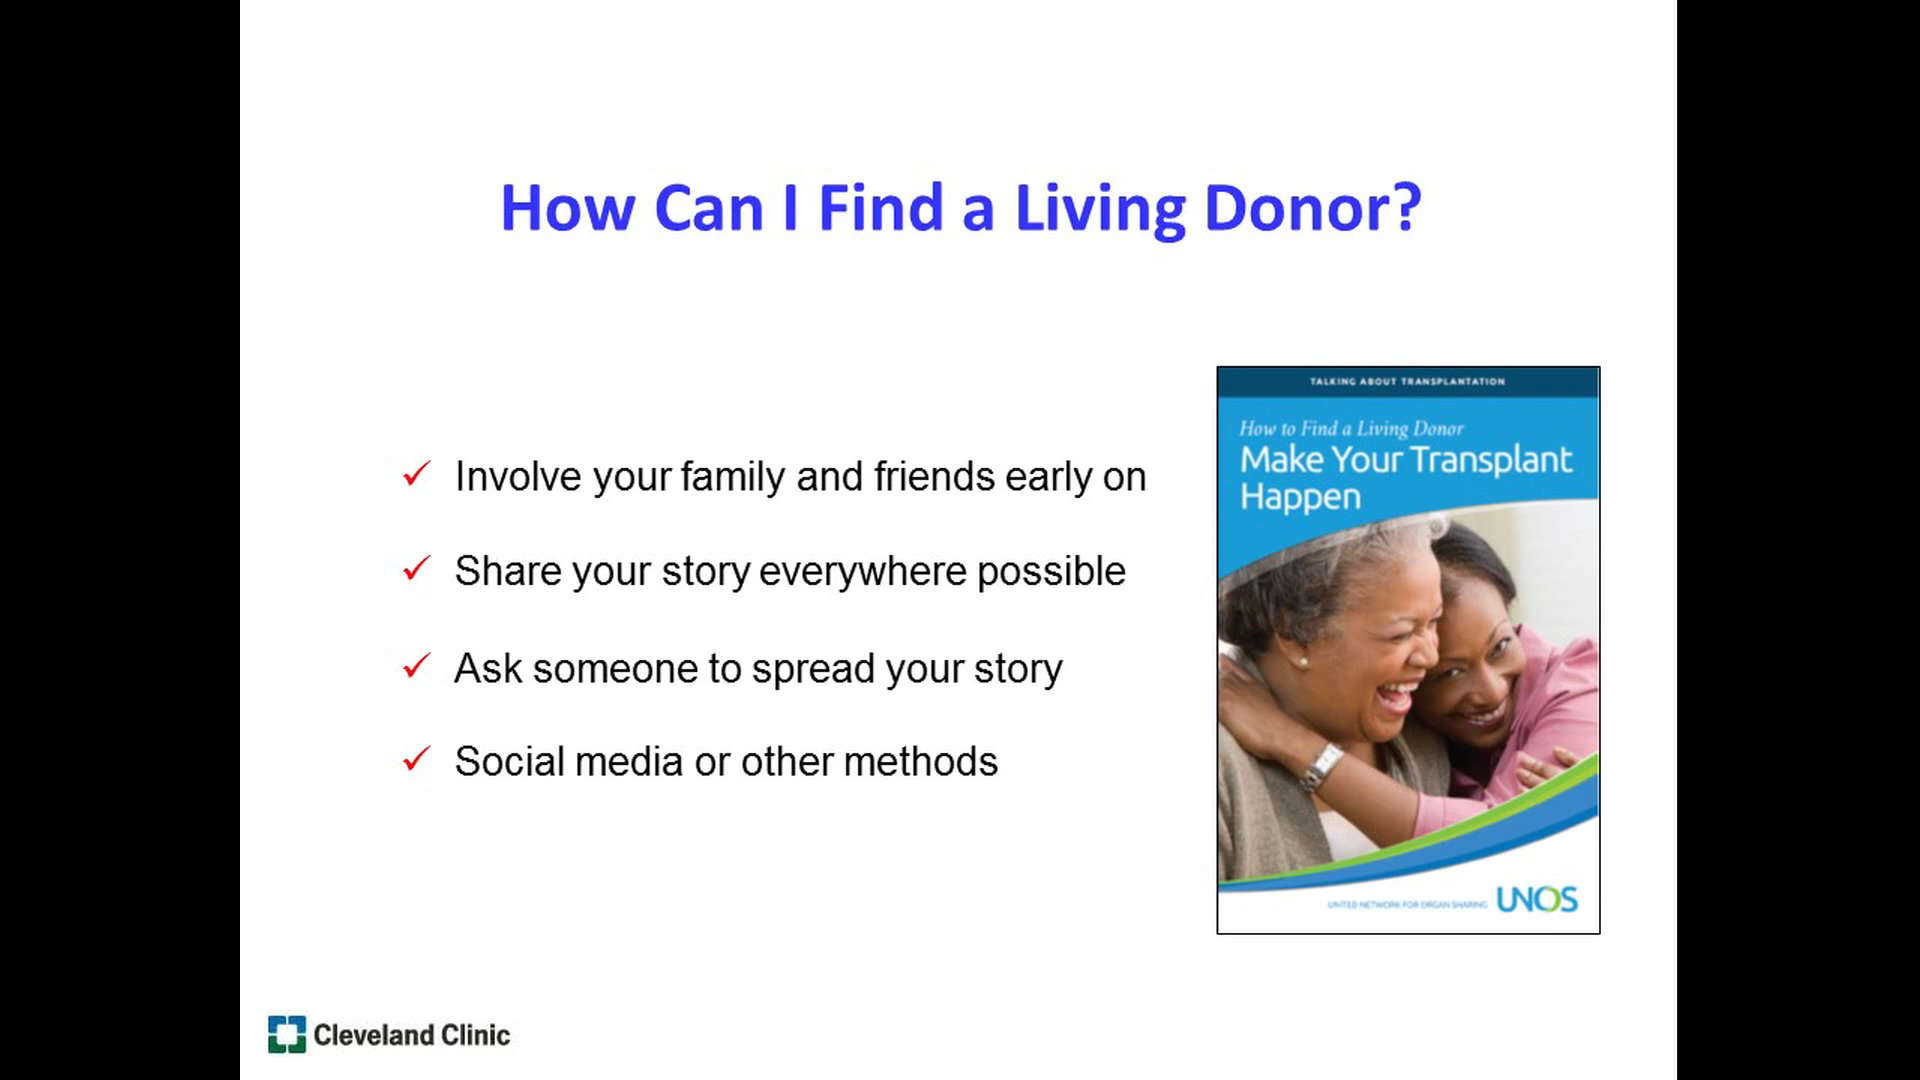 How Can I Find a Living Donor?
Involve your family and friends early on
Share your story everywhere possible
Ask someone to spread your story
Social media or other methods
TALKING ABOUT TRANSPLANTATION
How to Find a Living Donor
Make Your Transplant
Happen
UNITED NETWORK FOR ORGAN SHARING UNOS
Cleveland Clinic